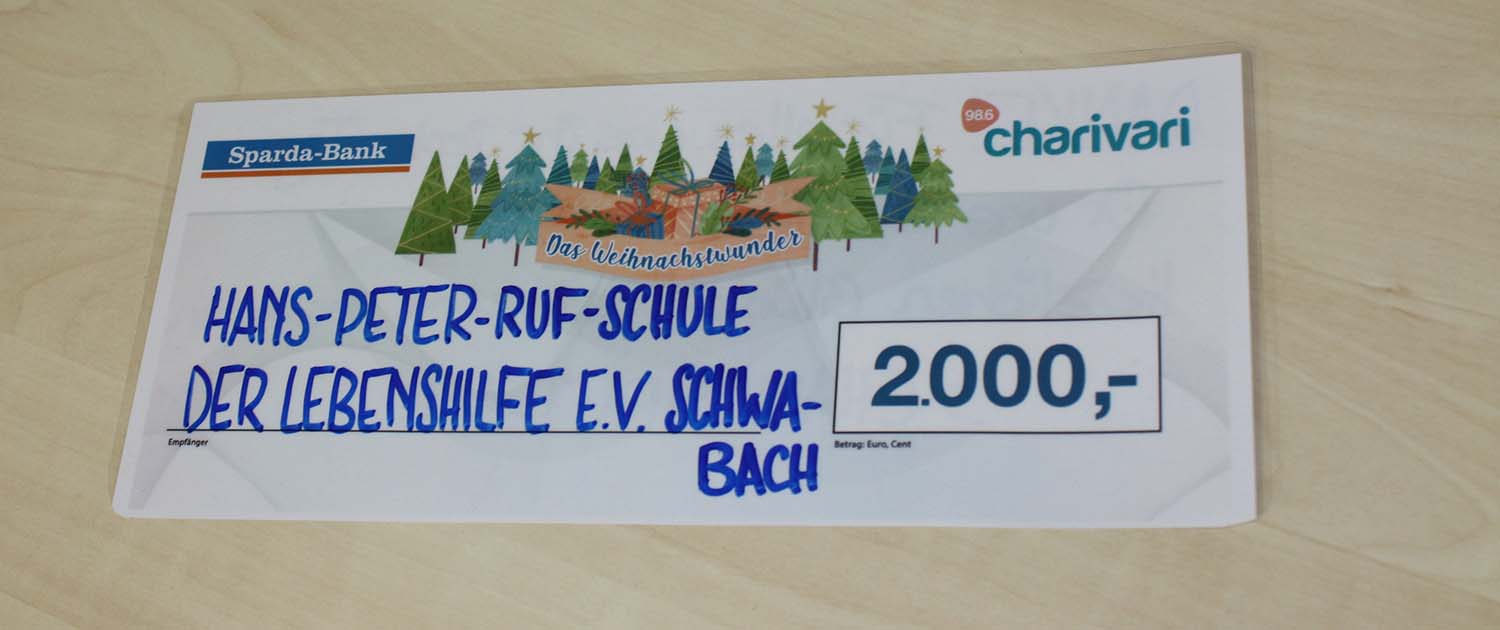 Sparda-Bank
98.6
charivari
Das Weihnachstwunder
HANS-PETER-RUF-SCHULE
DER LEBENSHILFE E.V. SCHWA-
BACH
Empfänger
2.000,-
Betrag: Euro, Cent